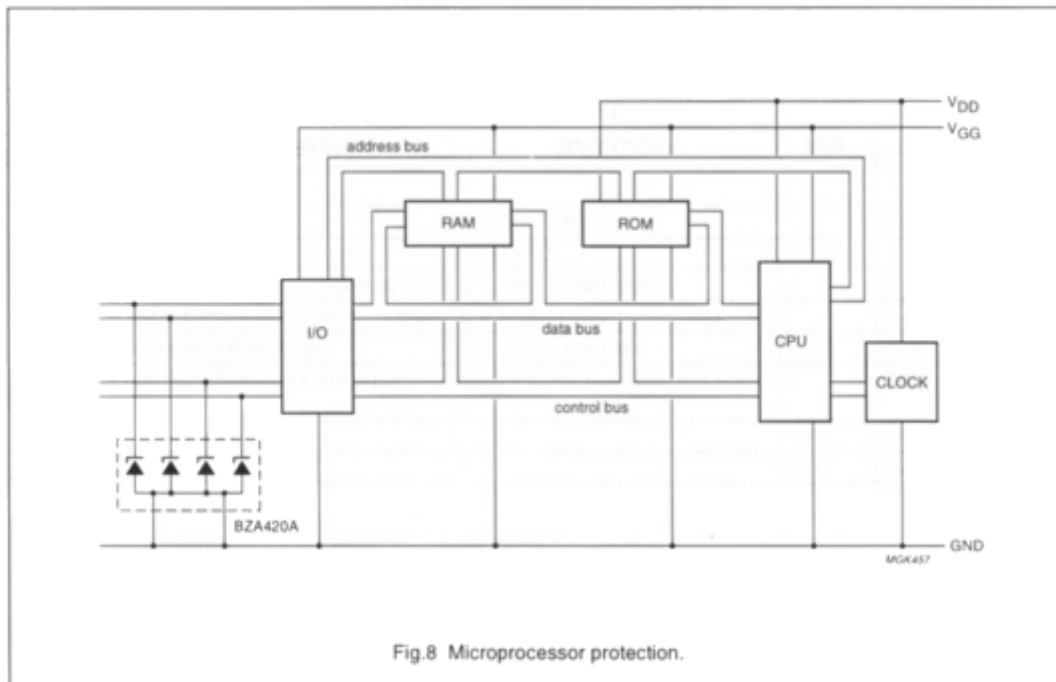 VDD
VGG
address bus
RAM
ROM
I/O
data bus
CPU
CLOCK
control bus
BZA420A
GND
MGK457
Fig.8 Microprocessor protection.